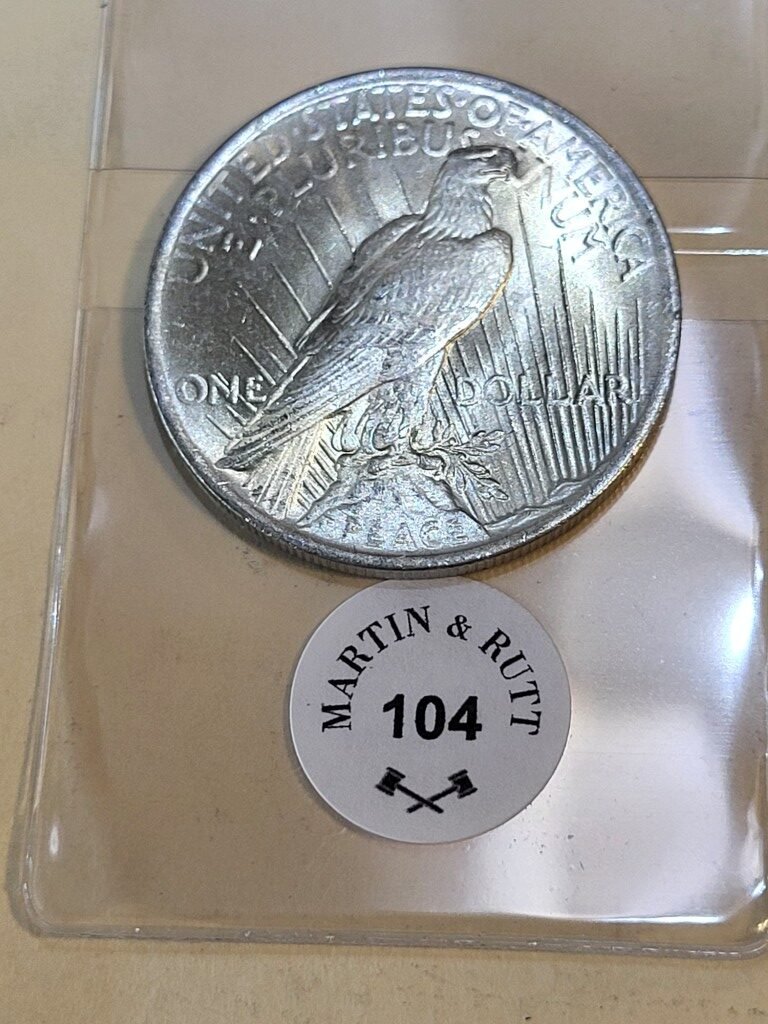 UNITED·STATES·OF·AMERICA
E·PLURIBUS UNUM
ONE DOLLAR
PEACE
MARTIN & RUTT
104